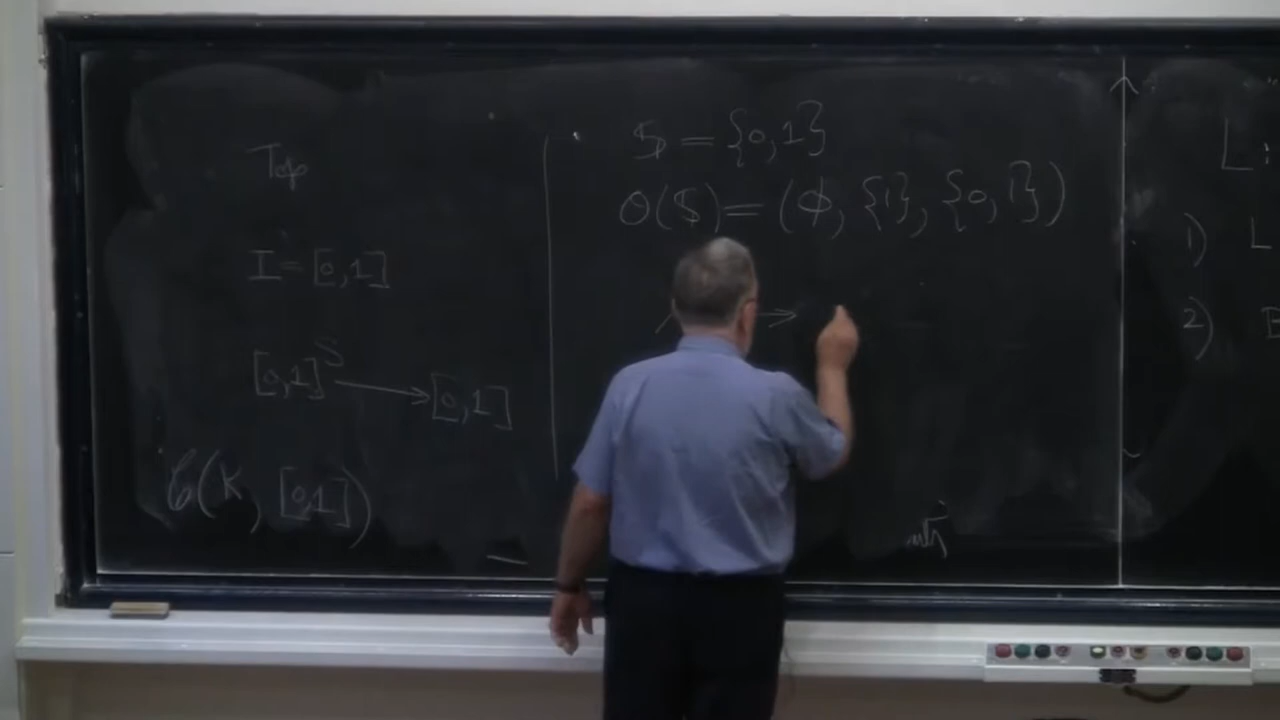 Top
I = [0,1]
[0,1]^S → [0,1]
C(K, [0,1])
$ = {0,1}
O($) = (ϕ, {1}, {0,1})
→
1) L
2) B